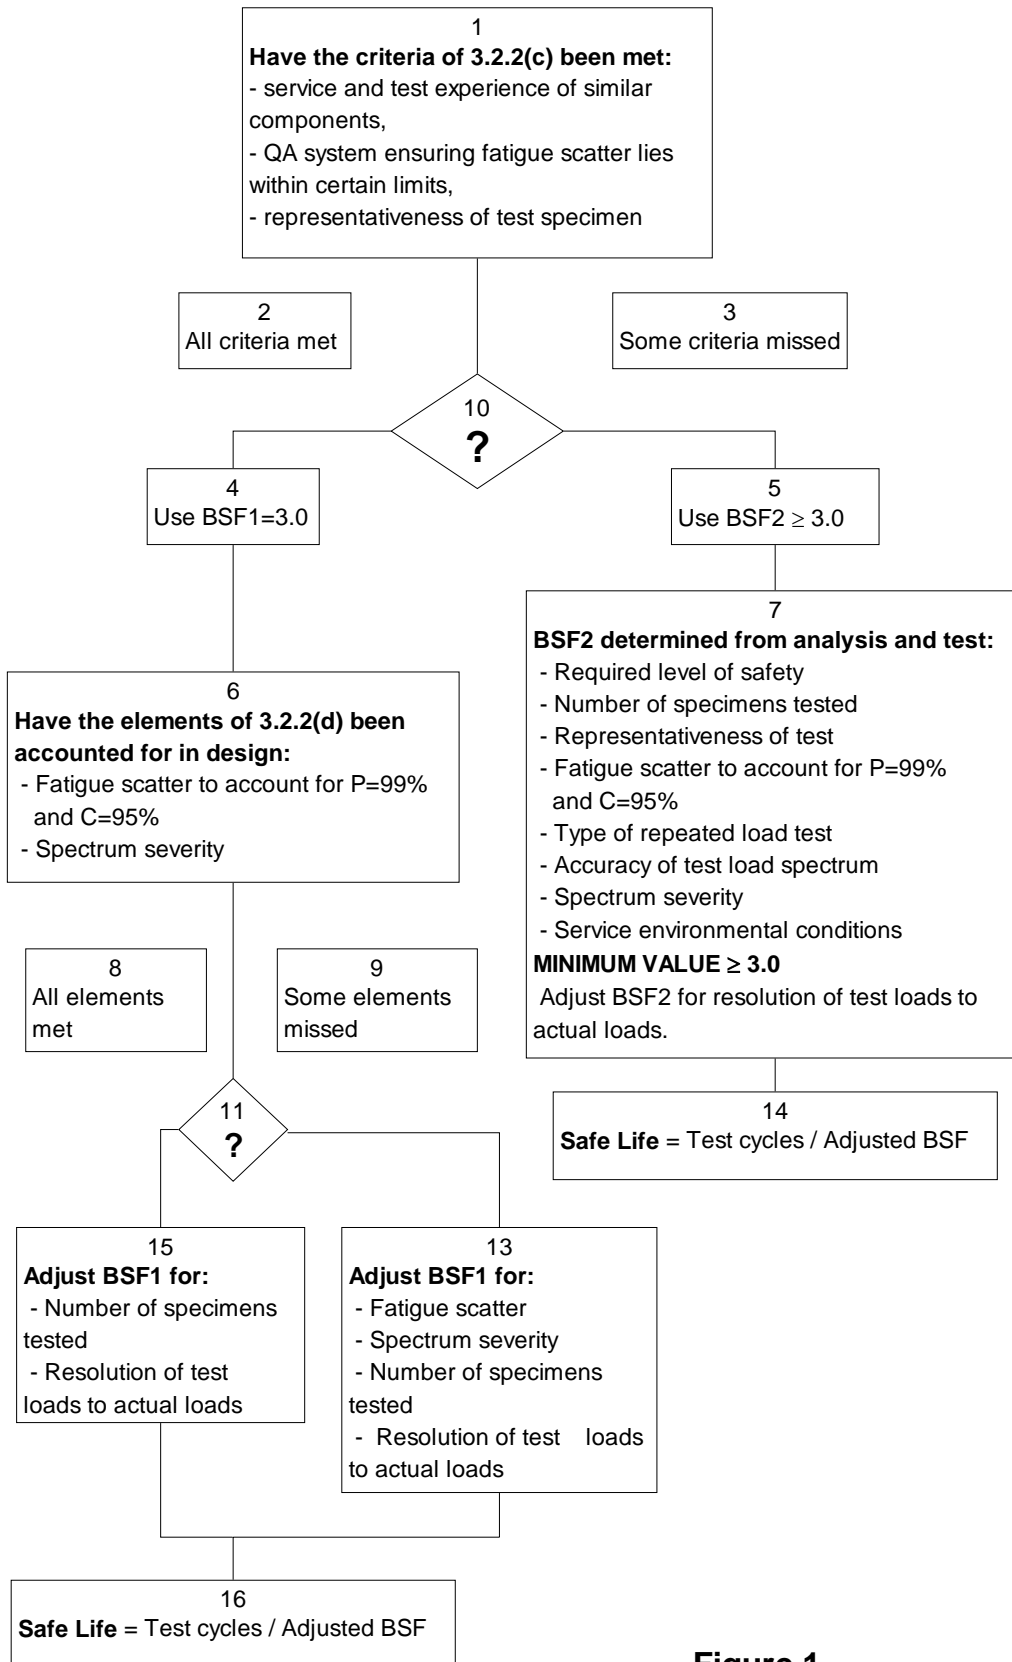 1
Have the criteria of 3.2.2(c) been met:
- service and test experience of similar
components,
- QA system ensuring fatigue scatter lies
within certain limits,
- representativeness of test specimen
2
All criteria met
3
Some criteria missed
10
?
4
Use BSF1=3.0
5
Use BSF2 ≥ 3.0
6
Have the elements of 3.2.2(d) been
accounted for in design:
- Fatigue scatter to account for P=99%
and C=95%
- Spectrum severity
7
BSF2 determined from analysis and test:
- Required level of safety
- Number of specimens tested
- Representativeness of test
- Fatigue scatter to account for P=99%
and C=95%
- Type of repeated load test
- Accuracy of test load spectrum
- Spectrum severity
- Service environmental conditions
MINIMUM VALUE ≥ 3.0
Adjust BSF2 for resolution of test loads to
actual loads.
8
All elements
met
9
Some elements
missed
11
?
14
Safe Life = Test cycles / Adjusted BSF
15
Adjust BSF1 for:
- Number of specimens
tested
- Resolution of test
loads to actual loads
13
Adjust BSF1 for:
- Fatigue scatter
- Spectrum severity
- Number of specimens
tested
- Resolution of test loads
to actual loads
16
Safe Life = Test cycles / Adjusted BSF
Figure 1